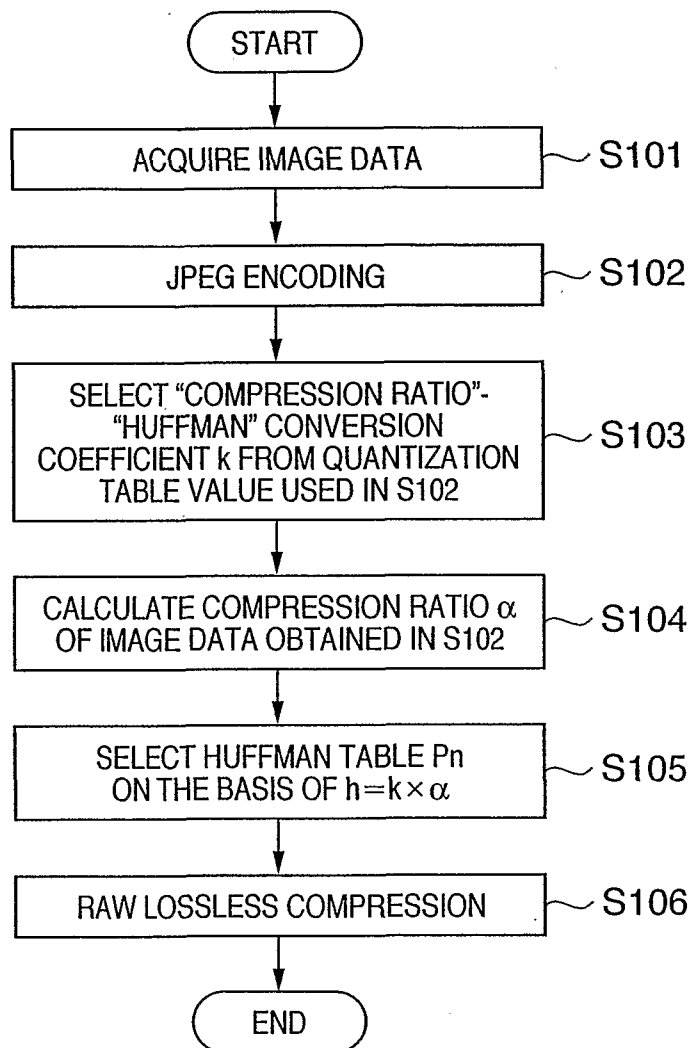 START
ACQUIRE IMAGE DATA
S101
JPEG ENCODING
S102
SELECT “COMPRESSION RATIO”-
“HUFFMAN” CONVERSION
COEFFICIENT k FROM QUANTIZATION
TABLE VALUE USED IN S102
S103
CALCULATE COMPRESSION RATIO α
OF IMAGE DATA OBTAINED IN S102
S104
SELECT HUFFMAN TABLE Pn
ON THE BASIS OF h=k×α
S105
RAW LOSSLESS COMPRESSION
S106
END